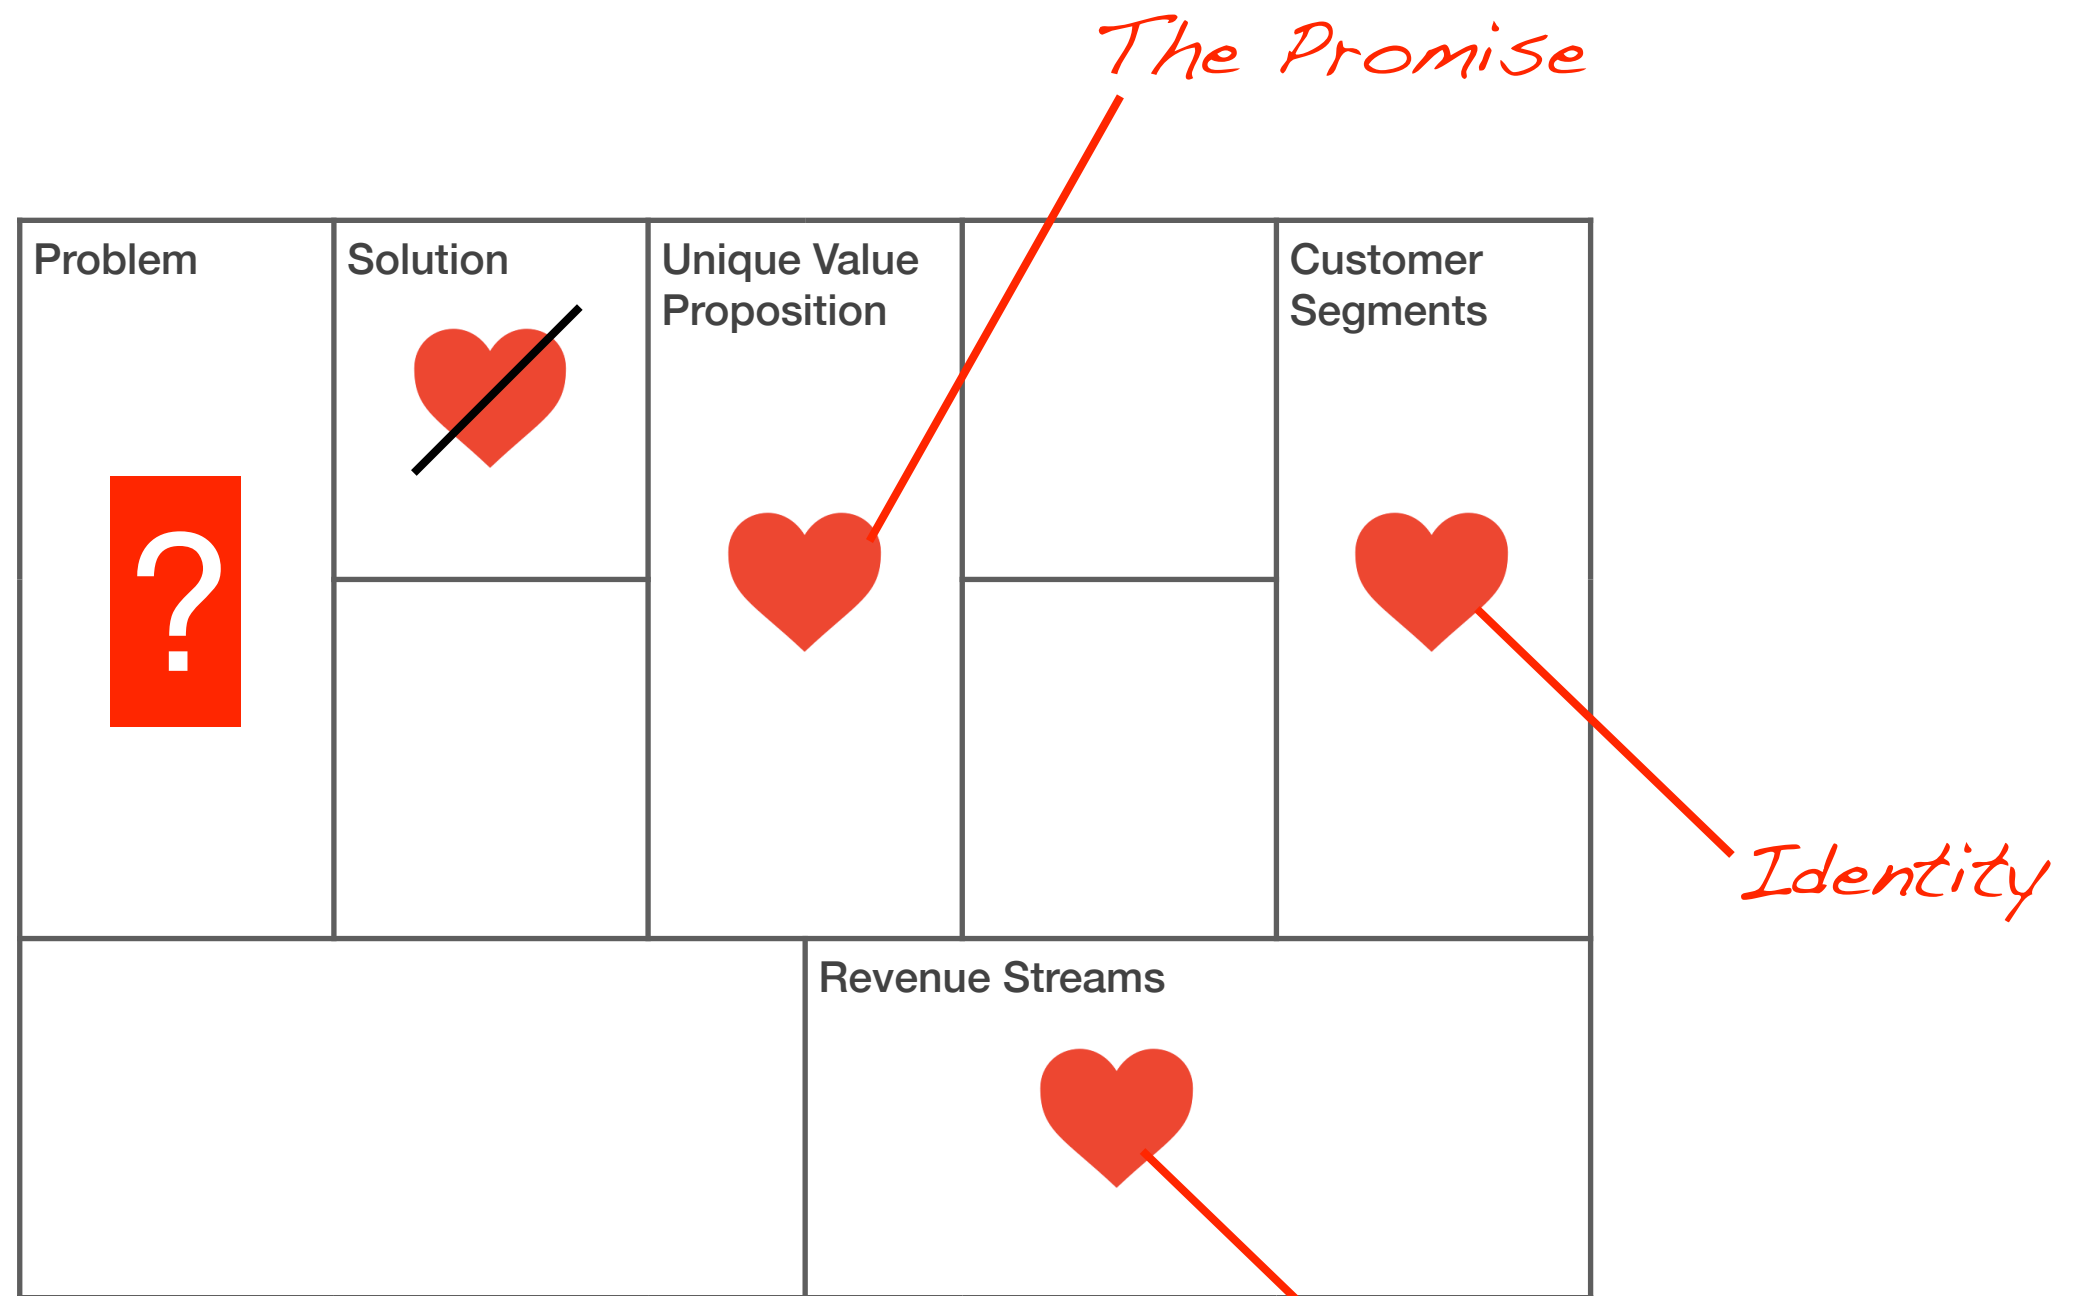 The Promise
Problem
Solution
Unique Value
Proposition
Customer
Segments
?
Identity
Revenue Streams